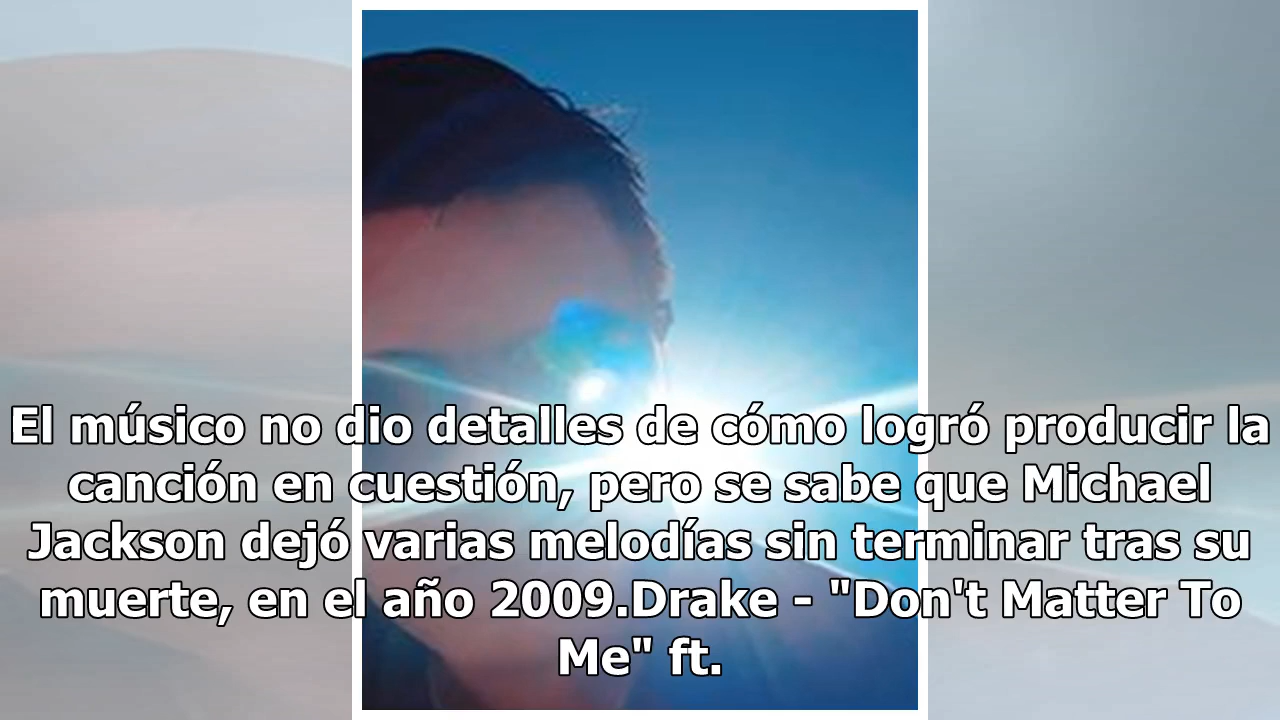 El músico no dio detalles de cómo logró producir la
canción en cuestión, pero se sabe que Michael
Jackson dejó varias melodías sin terminar tras su
muerte, en el año 2009.Drake - "Don't Matter To
Me" ft.